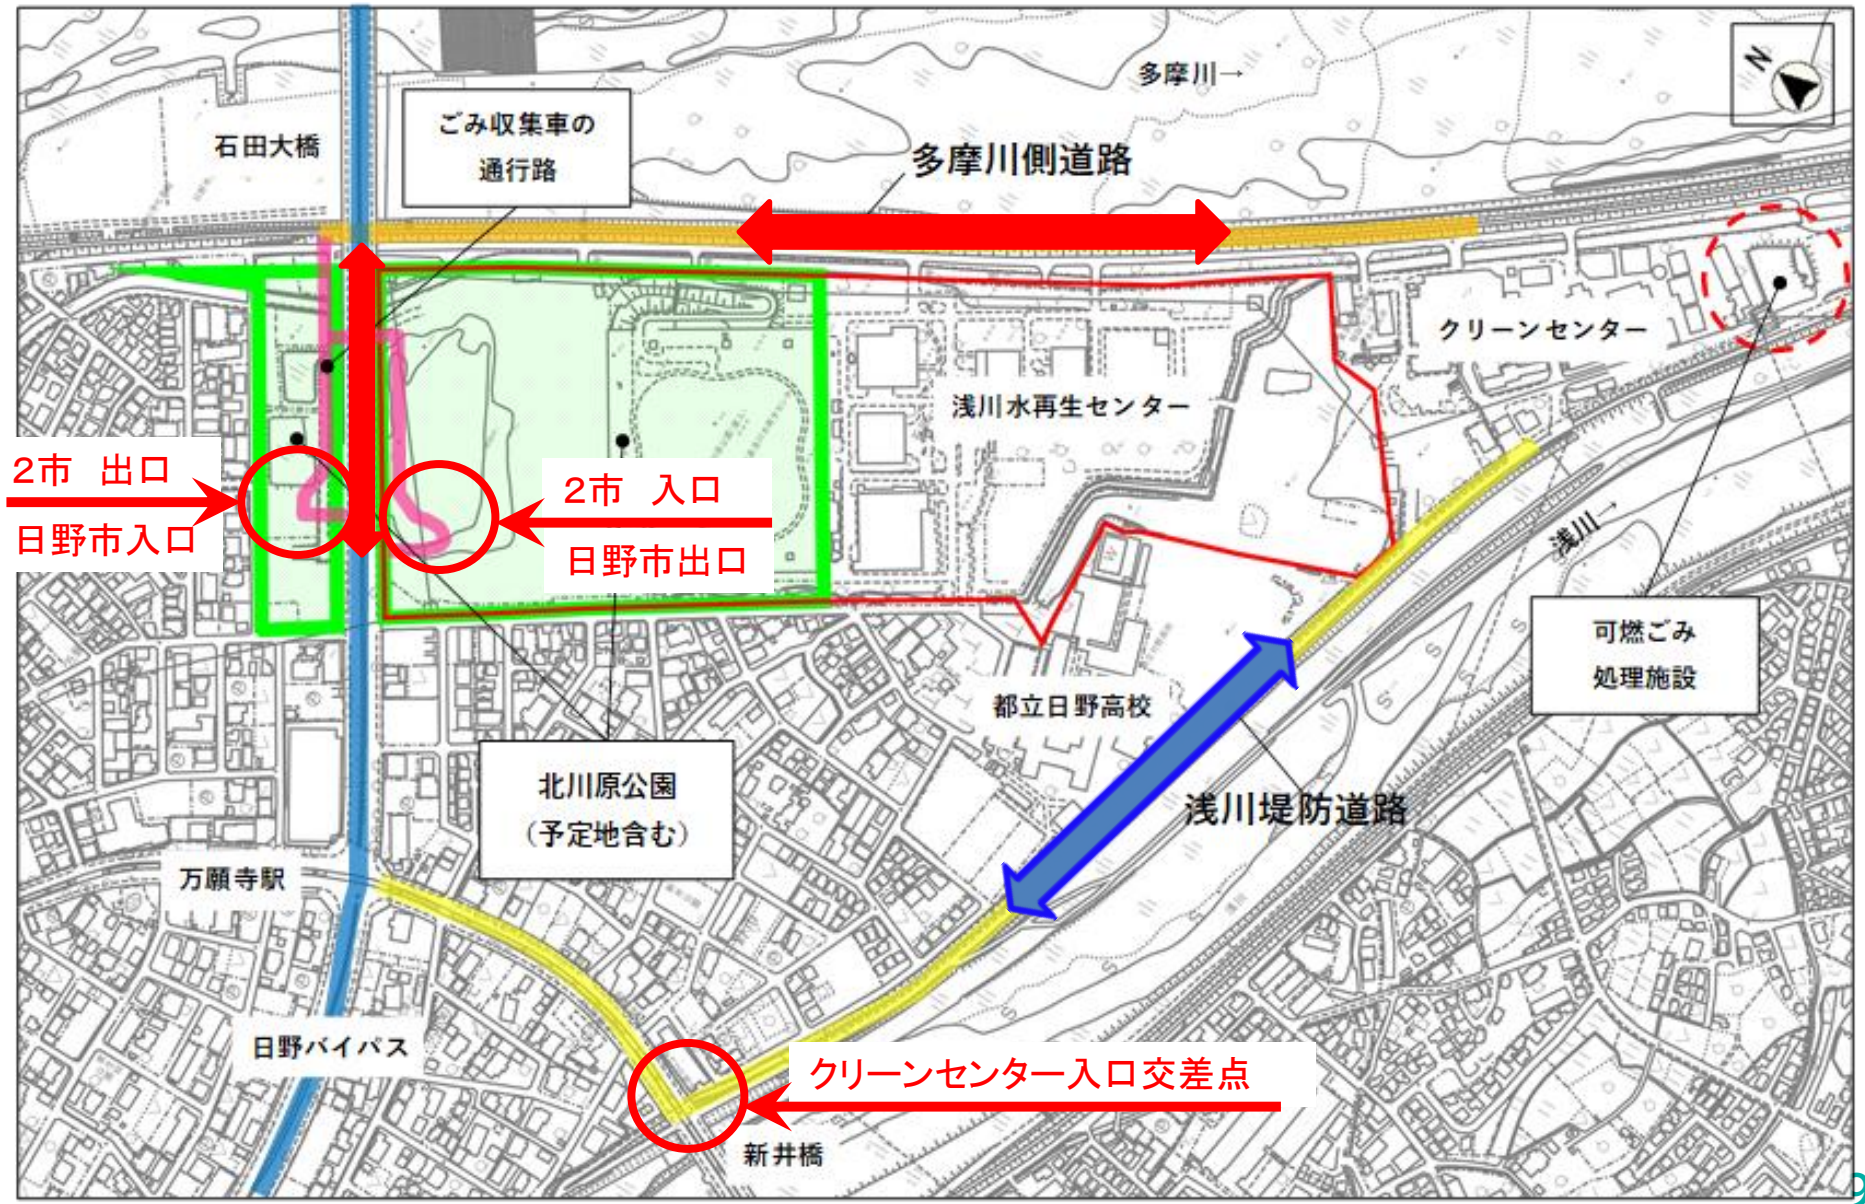 多摩川→
N
ごみ収集車の
通行路
石田大橋
多摩川側道路
クリーンセンター
浅川水再生センター
2市 出口
日野市入口
2市 入口
日野市出口
浅川→
可燃ごみ
処理施設
都立日野高校
北川原公園
（予定地含む）
浅川堤防道路
万願寺駅
日野バイパス
クリーンセンター入口交差点
新井橋